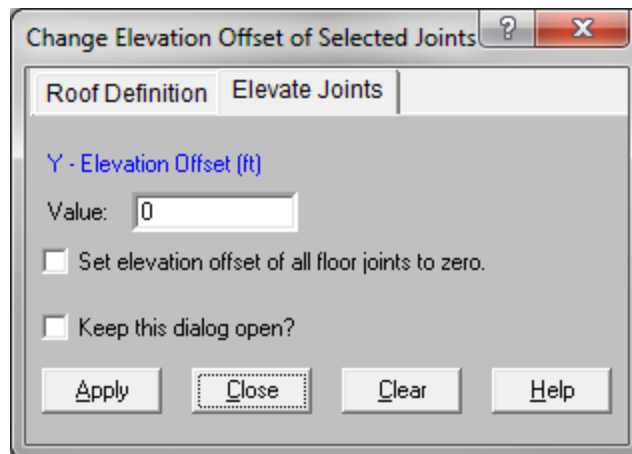 Change Elevation Offset of Selected Joints ? X
Roof Definition Elevate Joints
Y - Elevation Offset (ft)
Value: 0
Set elevation offset of all floor joints to zero.
Keep this dialog open?
Apply Close Clear Help